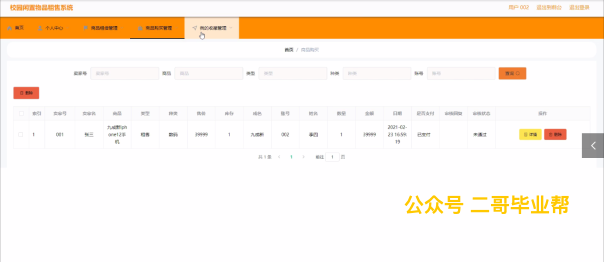 校园闲置物品租售系统
用户 002 退出到前台 退出登录
首页 个人中心 商品信息管理 商品购买管理 我的收藏管理
首页 / 商品购买
卖家号 卖家号 商品 商品 类型 类型 种类 种类 账号 账号 查询
删除
索引 卖家号 卖家名 商品 类型 种类 售价 库存 成色 账号 姓名 数量 金额 日期 是否支付 审核回复 审核状态 操作
1 001 张三 九成新iphone12手机 租售 数码 39999 1 九成新 002 李四 1 39999 2021-02-23 16:59:19 已支付 未通过 详情 删除
共 1 条 1 前往 1 页
公众号 二哥毕业帮